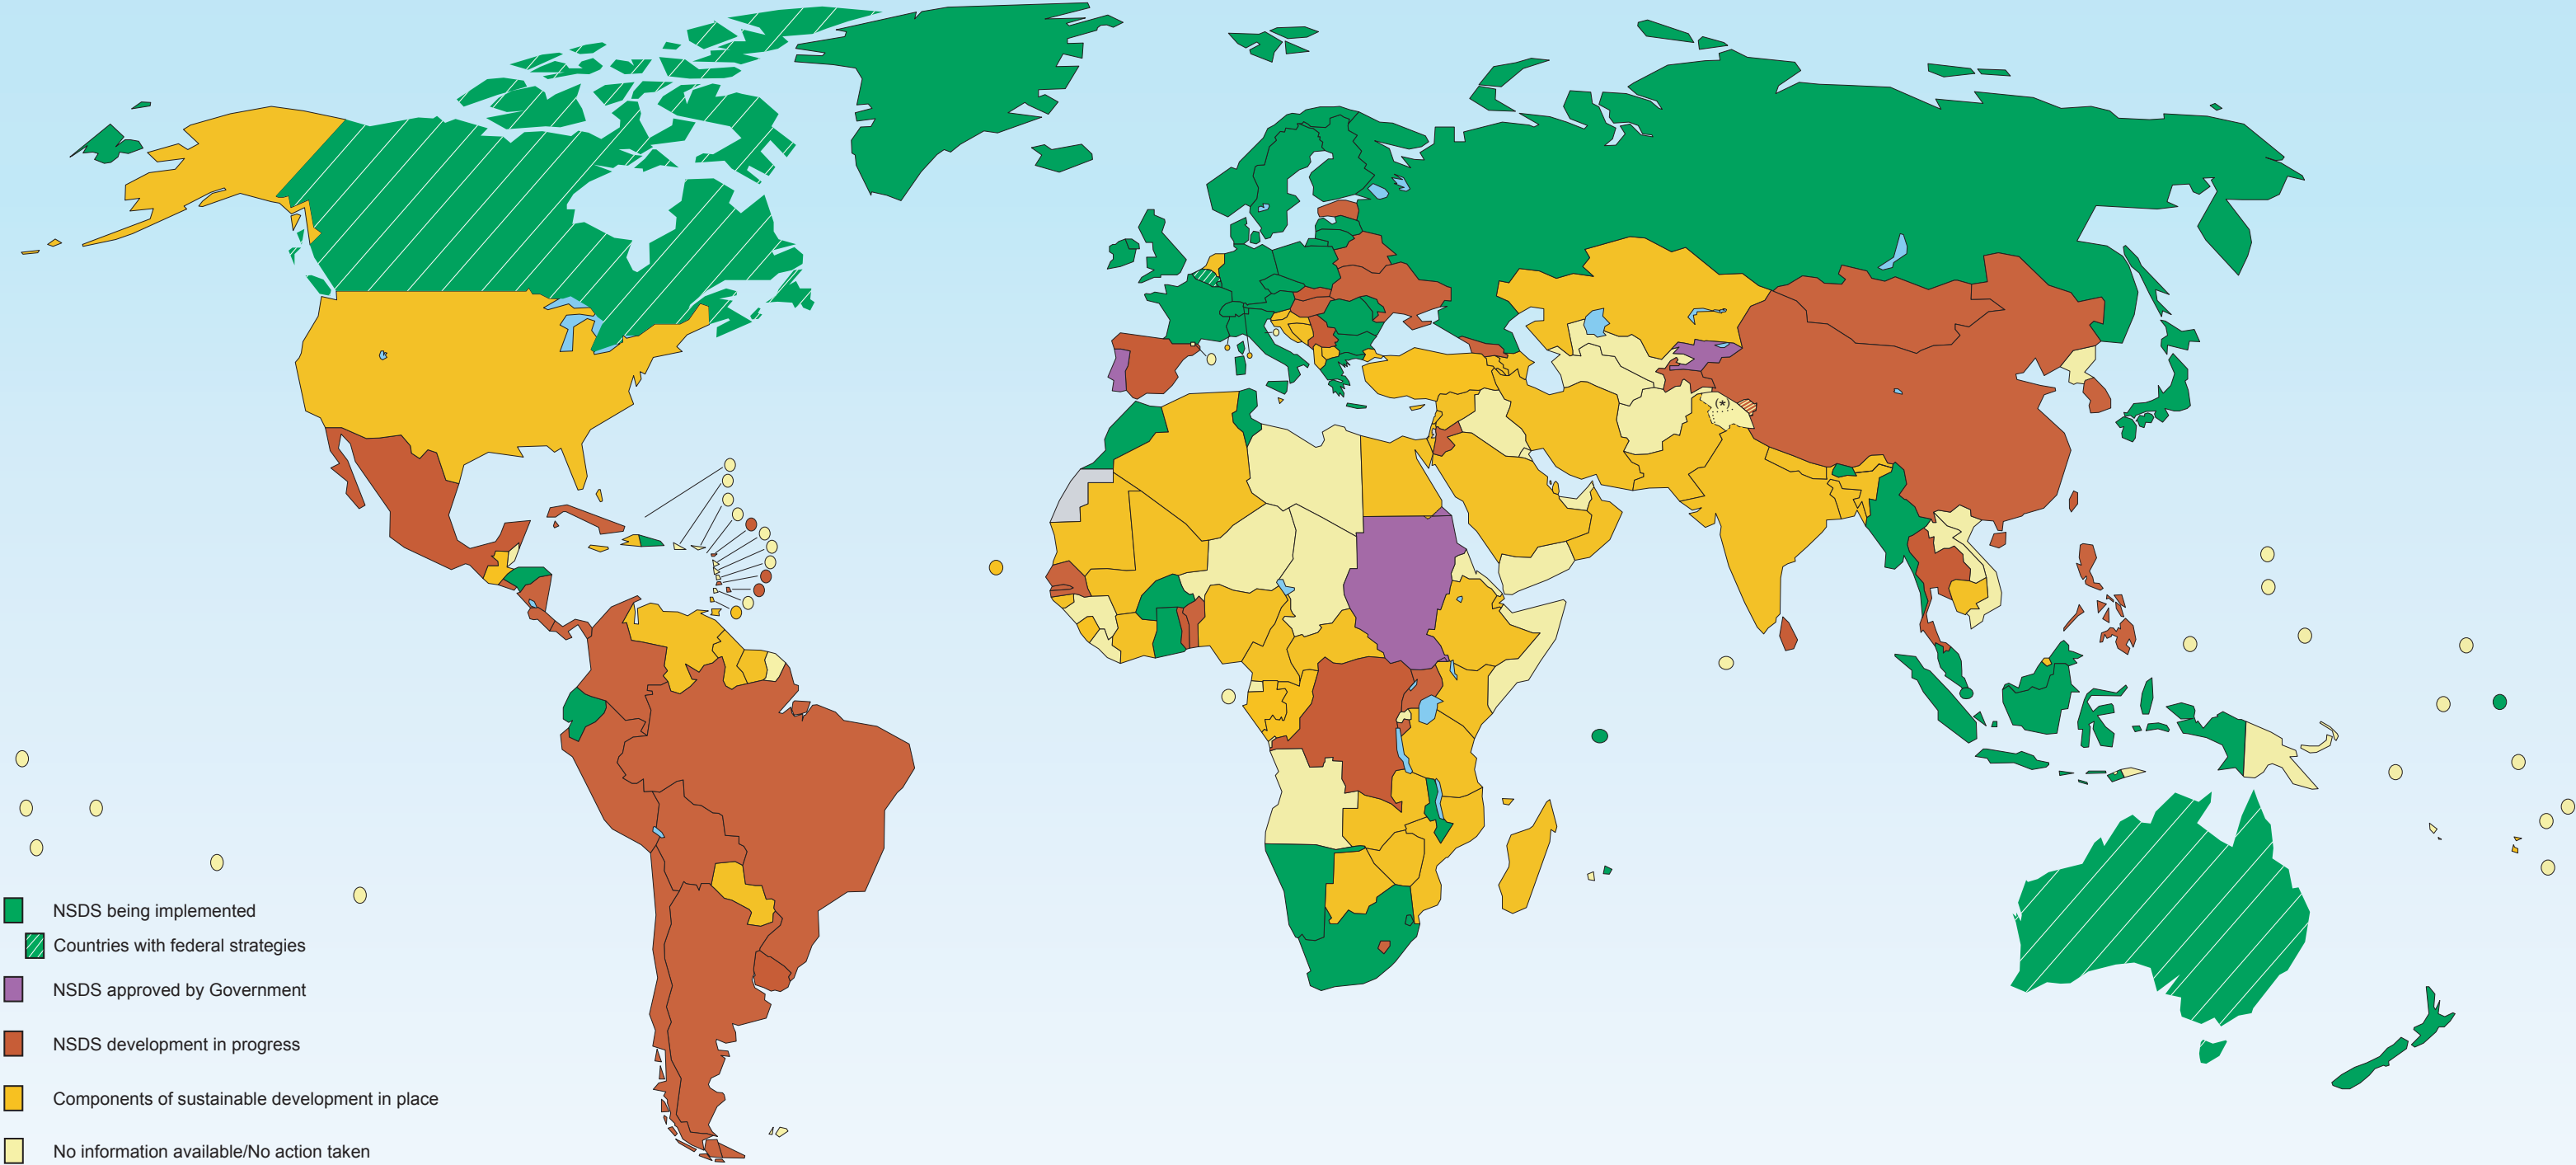 (*)
NSDS being implemented
Countries with federal strategies
NSDS approved by Government
NSDS development in progress
Components of sustainable development in place
No information available/No action taken